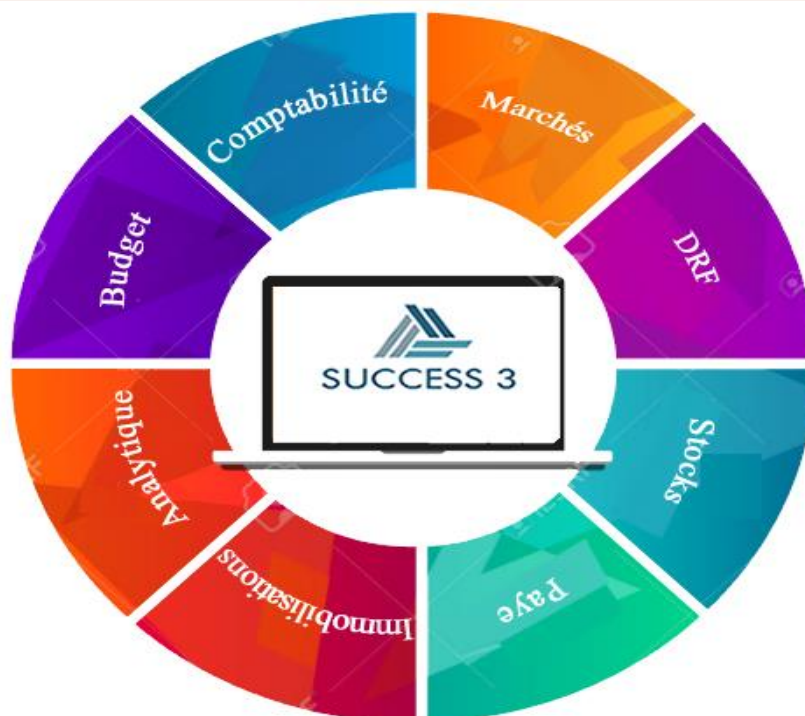 Comptabilité
Marchés
DRF
Stocks
Paye
Immobilisations
Analytique
Budget
SUCCESS 3